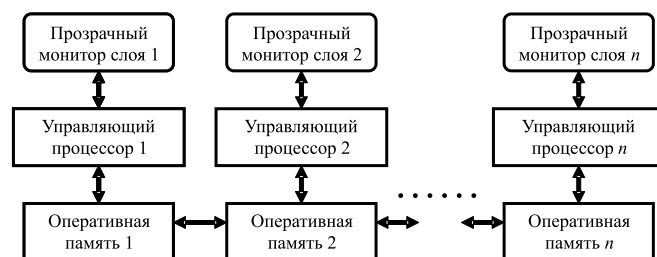 Прозрачный
монитор слоя 1
Прозрачный
монитор слоя 2
Прозрачный
монитор слоя n
Управляющий
процессор 1
Управляющий
процессор 2
Управляющий
процессор n
. . . . . .
Оперативная
память 1
Оперативная
память 2
Оперативная
память n